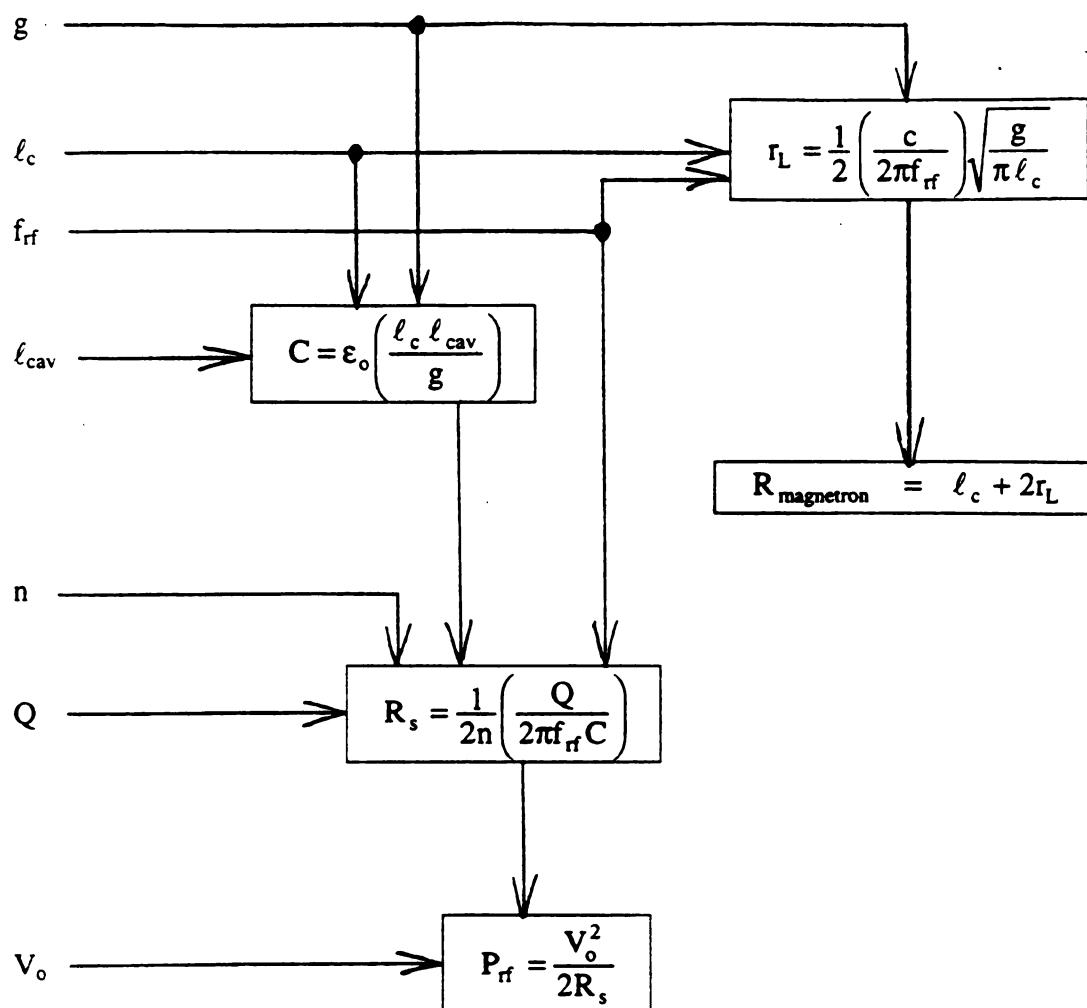 g
ℓ_c
r_L = 1/2 (c / 2πf_rf) √(g / π ℓ_c)
f_rf
ℓ_cav
C = ε_o (ℓ_c ℓ_cav / g)
R_magnetron = ℓ_c + 2r_L
n
Q
R_s = 1/2n (Q / 2πf_rf C)
V_o
P_rf = V_o^2 / 2R_s